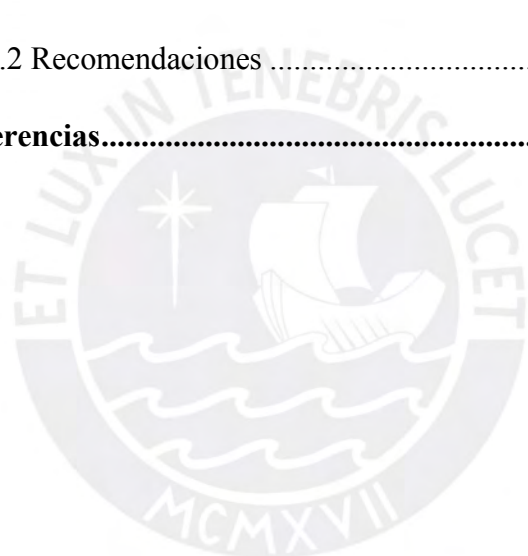 .2 Recomendaciones ................................
erencias.....................................................
ET LUX IN TENEBRIS LUCET
MCMXVII